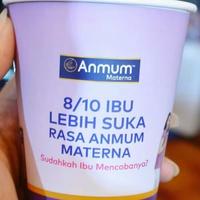 Anmum
Materna
8/10 IBU
LEBIH SUKA
RASA ANMUM
MATERNA
Sudahkah Ibu Mencobanya?